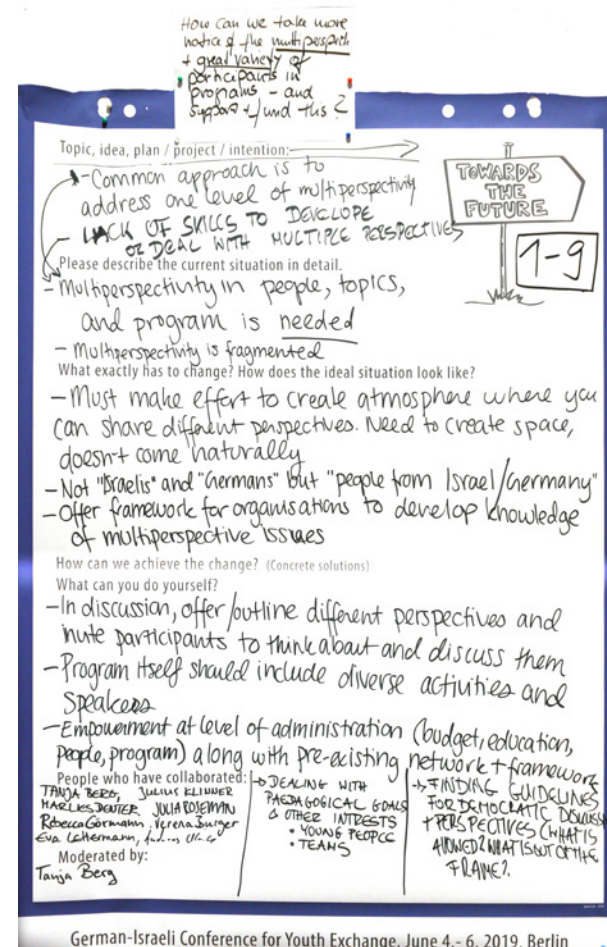 How can we take more
notice of the multiperspect.
+ great variety of
participants in
programs - and
support + fund this?
Topic, idea, plan / project / intention:
TOWARDS
THE
FUTURE
1-9
- Common approach is to
address one level of multiperspectivity
- LACK OF SKILLS TO DEVELOPE
OR DEAL WITH MULTIPLE PERSPECTIVES
Please describe the current situation in detail.
- Multiperspectivity in people, topics,
and program is needed
- Multiperspectivity is fragmented
What exactly has to change? How does the ideal situation look like?
- Must make effort to create atmosphere where you
can share different perspectives. Need to create space,
doesn't come naturally
- Not "Israelis" and "Germans" but "people from Israel/Germany"
- Offer framework for organisations to develop knowledge
of multiperspective issues
How can we achieve the change? (Concrete solutions)
What can you do yourself?
- In discussion, offer/outline different perspectives and
invite participants to think about and discuss them
- Program itself should include diverse activities and
speakers
- Empowerment at level of administration (budget, education,
people, program) along with pre-existing network + framework
People who have collaborated:
TANJA BERG, JULIUS KLINNER
MARLIES DENTER, JULIA ROSEMAN
Rebecca Görmann, Verena Burger
Eva Lettermann,
Moderated by:
Tanja Berg
→ DEALING WITH
PAEDAGOGICAL GOALS
& OTHER INTRESTS
• YOUNG PEOPLE
• TEAMS
→ FINDING GUIDELINES
FOR DEMOCRATIC DISCUSS
+ PERSPECTIVES (WHAT IS
ALLOWED? WHAT IS OUT OF THE
FRAME?
German-Israeli Conference for Youth Exchange, June 4.- 6. 2019, Berlin